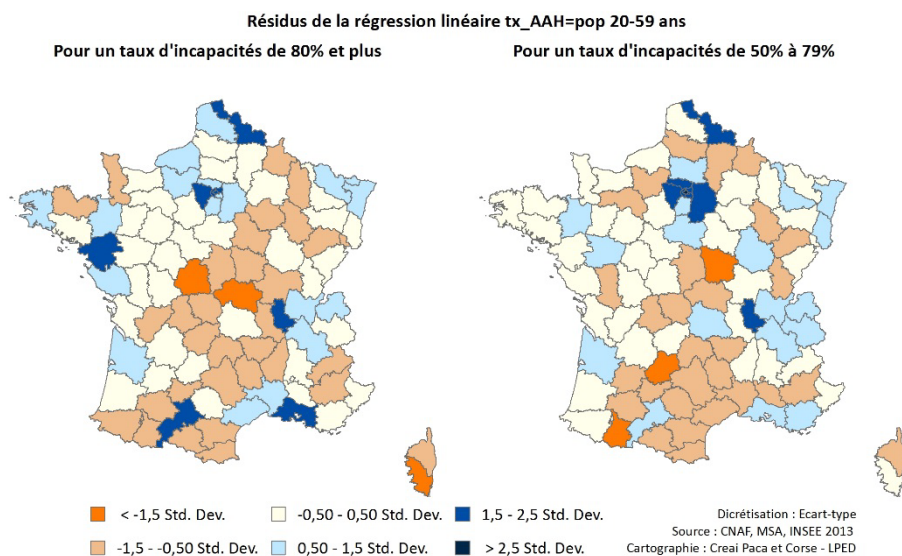 Résidus de la régression linéaire tx_AAH=pop 20-59 ans
Pour un taux d'incapacités de 80% et plus
Pour un taux d'incapacités de 50% à 79%
< -1,5 Std. Dev.
-0,50 - 0,50 Std. Dev.
1,5 - 2,5 Std. Dev.
-1,5 - -0,50 Std. Dev.
0,50 - 1,5 Std. Dev.
> 2,5 Std. Dev.
Dicrétisation : Ecart-type
Source : CNAF, MSA, INSEE 2013
Cartographie : Creai Paca et Corse - LPED